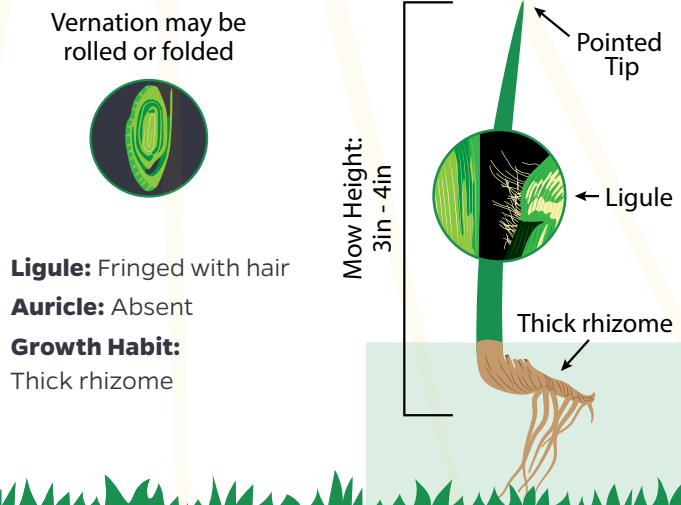 Vernation may be
rolled or folded
Ligule: Fringed with hair
Auricle: Absent
Growth Habit:
Thick rhizome
Mow Height:
3in - 4in
Pointed
Tip
Ligule
Thick rhizome